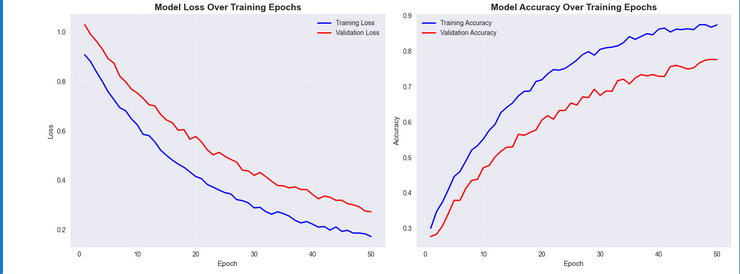 Model Loss Over Training Epochs
Training Loss
Validation Loss
1.0
0.8
0.6
0.4
0.2
Loss
0 10 20 30 40 50
Epoch
Model Accuracy Over Training Epochs
Training Accuracy
Validation Accuracy
0.9
0.8
0.7
0.6
0.5
0.4
0.3
Accuracy
0 10 20 30 40 50
Epoch